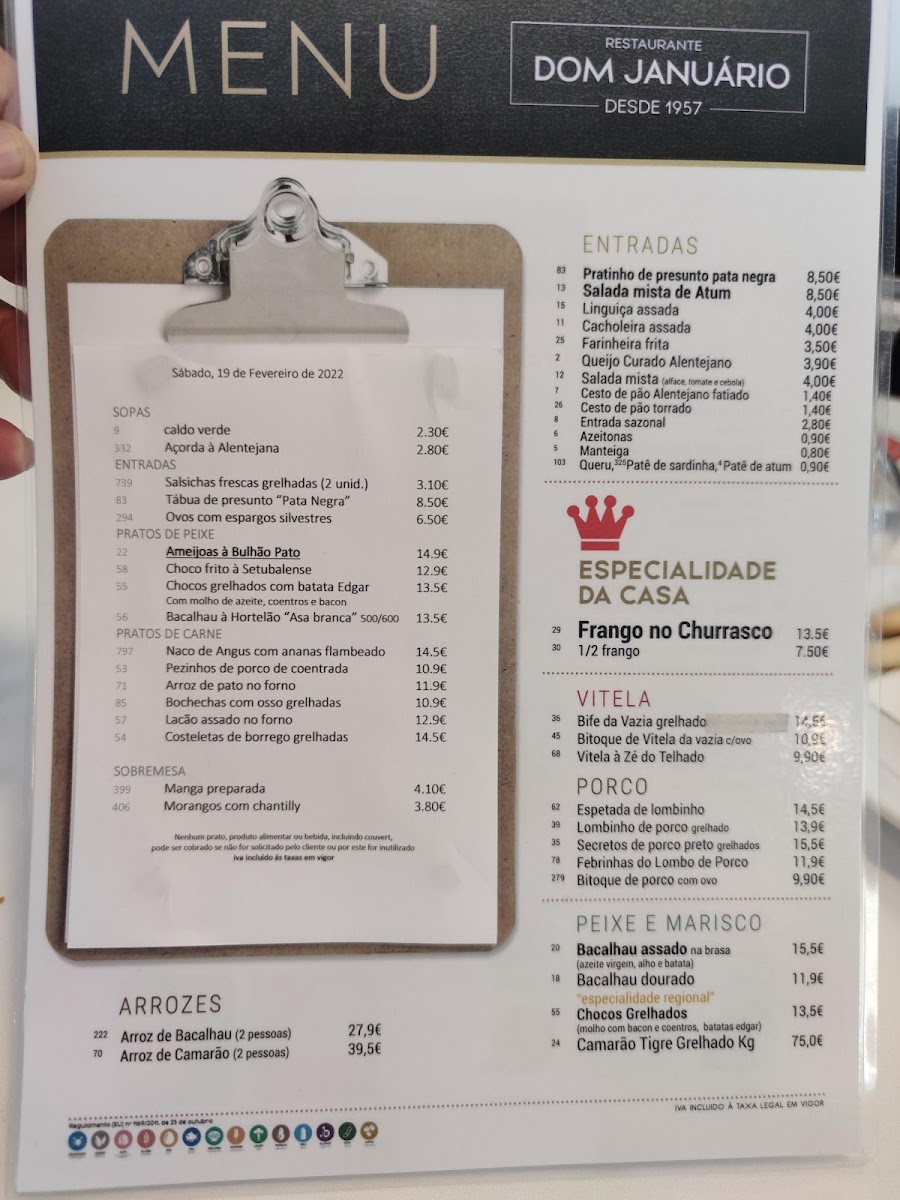 MENU
RESTAURANTE
DOM JANUÁRIO
DESDE 1957
Sábado, 19 de Fevereiro de 2022
SOPAS
9 caldo verde 2.30€
332 Açorda à Alentejana 2.80€
ENTRADAS
739 Salsichas frescas grelhadas (2 unid.) 3.10€
83 Tábua de presunto "Pata Negra" 8.50€
294 Ovos com espargos silvestres 6.50€
PRATOS DE PEIXE
22 Ameijoas à Bulhão Pato 14.9€
58 Choco frito à Setubalense 12.9€
55 Chocos grelhados com batata Edgar 13.5€
Com molho de azeite, coentros e bacon
56 Bacalhau à Hortelão "Asa branca" 500/600 13.5€
PRATOS DE CARNE
797 Naco de Angus com ananas flambeado 14.5€
53 Pezinhos de porco de coentrada 10.9€
71 Arroz de pato no forno 11.9€
85 Bochechas com osso grelhadas 10.9€
57 Lacão assado no forno 12.9€
54 Costeletas de borrego grelhadas 14.5€
SOBREMESA
399 Manga preparada 4.10€
406 Morangos com chantilly 3.80€
Nenhum prato, produto alimentar ou bebida, incluindo couvert,
pode ser cobrado se não for solicitado pelo cliente ou por este for inutilizado
iva incluído ás taxas em vigor
ARROZES
222 Arroz de Bacalhau (2 pessoas) 27,9€
70 Arroz de Camarão (2 pessoas) 39,5€
ENTRADAS
83 Pratinho de presunto pata negra 8,50€
13 Salada mista de Atum 8,50€
15 Linguiça assada 4,00€
11 Cacholeira assada 4,00€
25 Farinheira frita 3,50€
2 Queijo Curado Alentejano 3,90€
12 Salada mista (alface, tomate e cebola) 4,00€
7 Cesto de pão Alentejano fatiado 1,40€
26 Cesto de pão torrado 1,40€
8 Entrada sazonal 2,80€
6 Azeitonas 0,90€
5 Manteiga 0,80€
103 Queru,325Patê de sardinha,4Patê de atum 0,90€
ESPECIALIDADE
DA CASA
29 Frango no Churrasco 13.5€
30 1/2 frango 7.50€
VITELA
36 Bife da Vazia grelhado 14,5€
45 Bitoque de Vitela da vazia c/ovo 10,9€
68 Vitela à Zé do Telhado 9,90€
PORCO
62 Espetada de lombinho 14,5€
39 Lombinho de porco grelhado 13,9€
35 Secretos de porco preto grelhados 15,5€
78 Febrinhas do Lombo de Porco 11,9€
279 Bitoque de porco com ovo 9,90€
PEIXE E MARISCO
20 Bacalhau assado na brasa 15,5€
(azeite virgem, alho e batata)
18 Bacalhau dourado 11,9€
"especialidade regional"
55 Chocos Grelhados 13,5€
(molho com bacon e coentros, batatas edgar)
24 Camarão Tigre Grelhado Kg 75,0€
IVA INCLUIDO À TAXA LEGAL EM VIGOR
Regulamento (EU) nº 1169/2011, de 25 de outubro